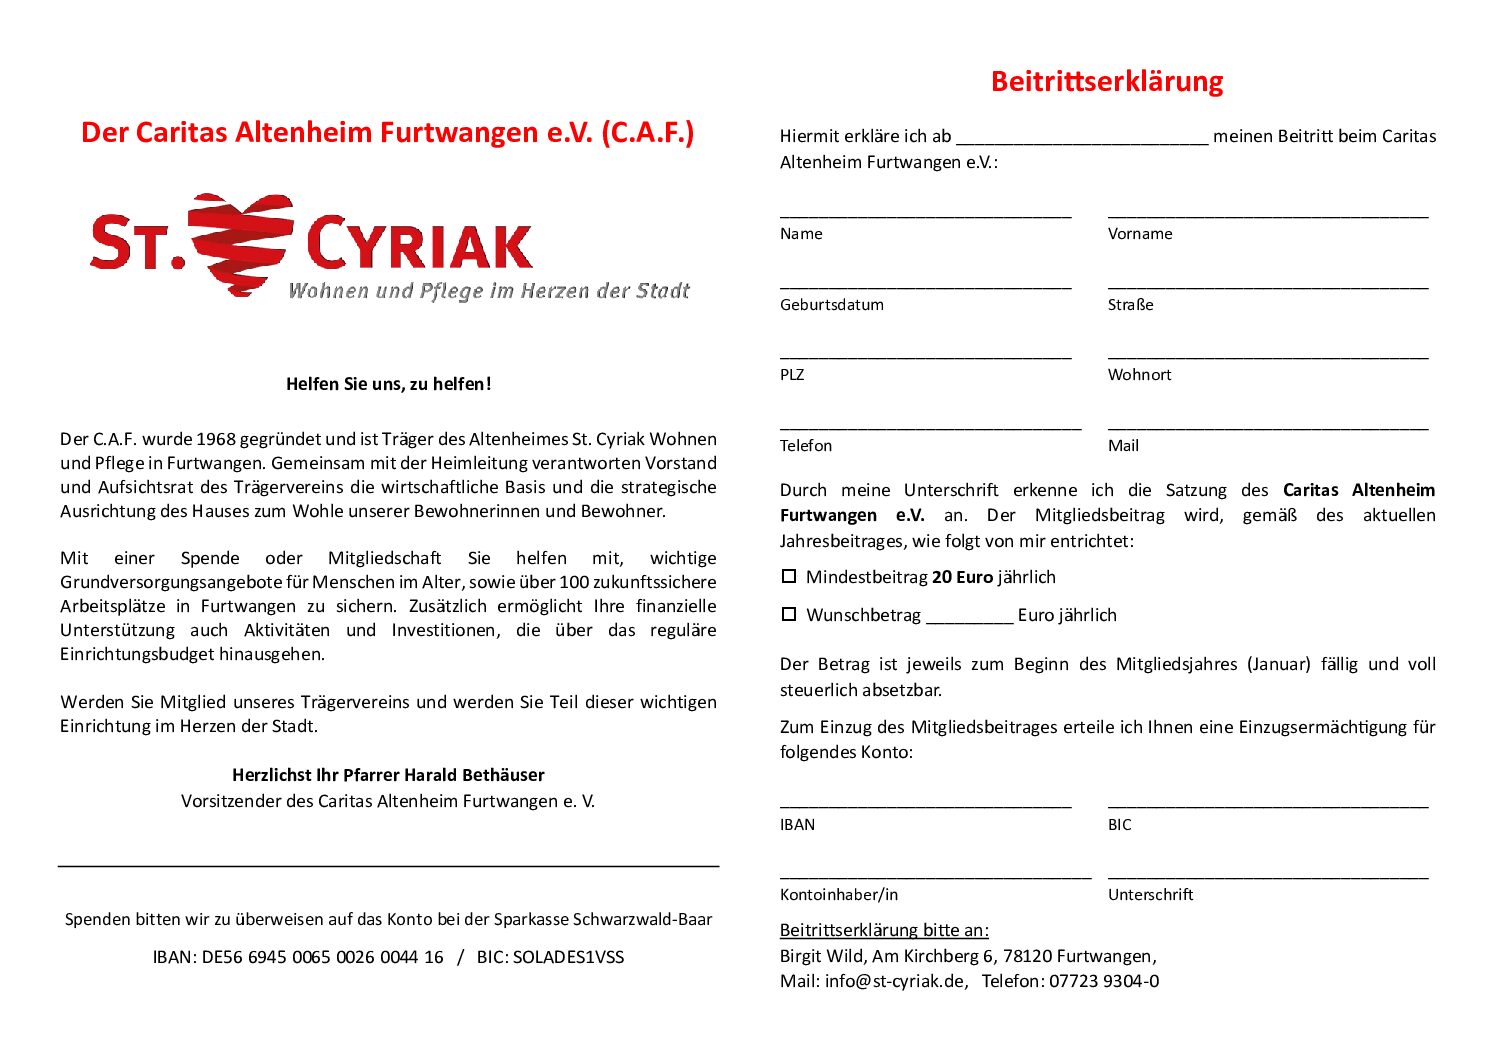 Der Caritas Altenheim Furtwangen e.V. (C.A.F.)
ST. CYRIAK
Wohnen und Pflege im Herzen der Stadt
Helfen Sie uns, zu helfen!
Der C.A.F. wurde 1968 gegründet und ist Träger des Altenheimes St. Cyriak Wohnen
und Pflege in Furtwangen. Gemeinsam mit der Heimleitung verantworten Vorstand
und Aufsichtsrat des Trägervereins die wirtschaftliche Basis und die strategische
Ausrichtung des Hauses zum Wohle unserer Bewohnerinnen und Bewohner.
Mit einer Spende oder Mitgliedschaft Sie helfen mit, wichtige
Grundversorgungsangebote für Menschen im Alter, sowie über 100 zukunftssichere
Arbeitsplätze in Furtwangen zu sichern. Zusätzlich ermöglicht Ihre finanzielle
Unterstützung auch Aktivitäten und Investitionen, die über das reguläre
Einrichtungsbudget hinausgehen.
Werden Sie Mitglied unseres Trägervereins und werden Sie Teil dieser wichtigen
Einrichtung im Herzen der Stadt.
Herzlichst Ihr Pfarrer Harald Bethäuser
Vorsitzender des Caritas Altenheim Furtwangen e. V.
Spenden bitten wir zu überweisen auf das Konto bei der Sparkasse Schwarzwald-Baar
IBAN: DE56 6945 0065 0026 0044 16 / BIC: SOLADES1VSS
Beitrittserklärung
Hiermit erkläre ich ab __________________________ meinen Beitritt beim Caritas
Altenheim Furtwangen e.V.:
Name Vorname
Geburtsdatum Straße
PLZ Wohnort
Telefon Mail
Durch meine Unterschrift erkenne ich die Satzung des Caritas Altenheim
Furtwangen e.V. an. Der Mitgliedsbeitrag wird, gemäß des aktuellen
Jahresbeitrages, wie folgt von mir entrichtet:
☐ Mindestbeitrag 20 Euro jährlich
☐ Wunschbetrag _________ Euro jährlich
Der Betrag ist jeweils zum Beginn des Mitgliedsjahres (Januar) fällig und voll
steuerlich absetzbar.
Zum Einzug des Mitgliedsbeitrages erteile ich Ihnen eine Einzugsermächtigung für
folgendes Konto:
IBAN BIC
Kontoinhaber/in Unterschrift
Beitrittserklärung bitte an:
Birgit Wild, Am Kirchberg 6, 78120 Furtwangen,
Mail: info@st-cyriak.de, Telefon: 07723 9304-0